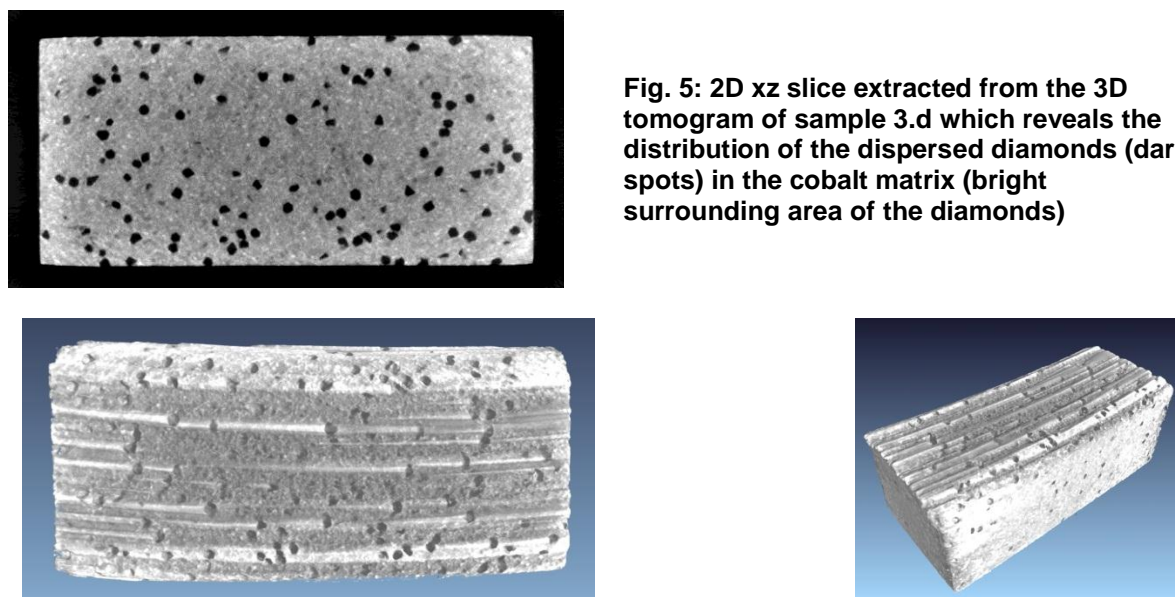 Fig. 5: 2D xz slice extracted from the 3D
tomogram of sample 3.d which reveals the
distribution of the dispersed diamonds (dar
spots) in the cobalt matrix (bright
surrounding area of the diamonds)